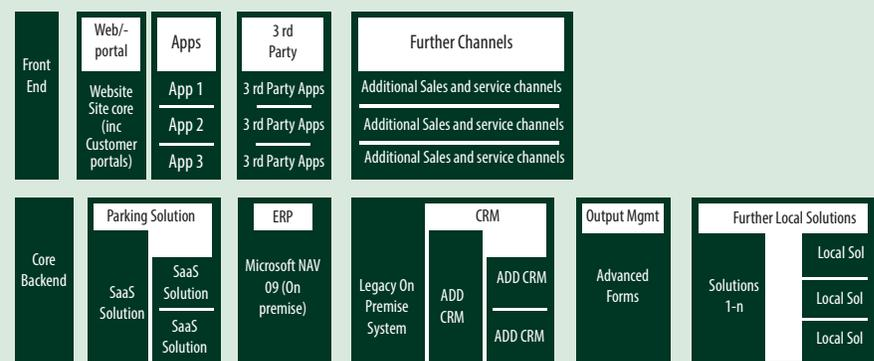 Front
End
Web/-
portal
Website
Site core
(inc
Customer
portals)
Apps
App 1
App 2
App 3
3 rd
Party
3 rd Party Apps
3 rd Party Apps
3 rd Party Apps
Further Channels
Additional Sales and service channels
Additional Sales and service channels
Additional Sales and service channels
Core
Backend
Parking Solution
SaaS
Solution
SaaS
Solution
SaaS
Solution
ERP
Microsoft NAV
09 (On
premise)
Legacy On
Premise
System
CRM
ADD
CRM
ADD CRM
ADD CRM
Output Mgmt
Advanced
Forms
Further Local Solutions
Solutions
1-n
Local Sol
Local Sol
Local Sol